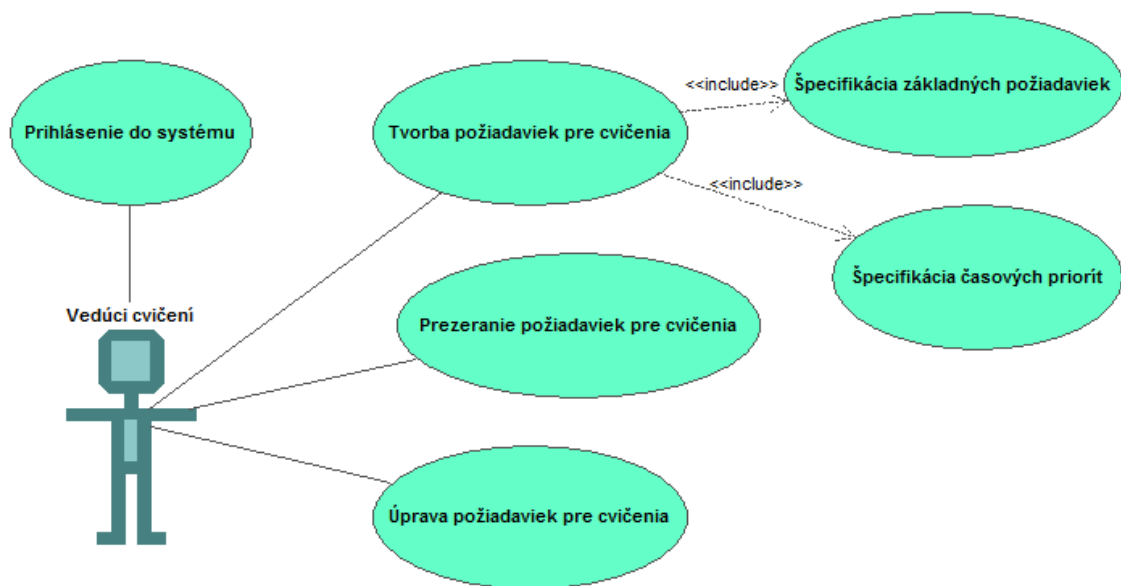 Prihlásenie do systému
Tvorba požiadaviek pre cvičenia
<<include>>
Špecifikácia základných požiadaviek
<<include>>
Špecifikácia časových priorít
Vedúci cvičení
Prezeranie požiadaviek pre cvičenia
Úprava požiadaviek pre cvičenia